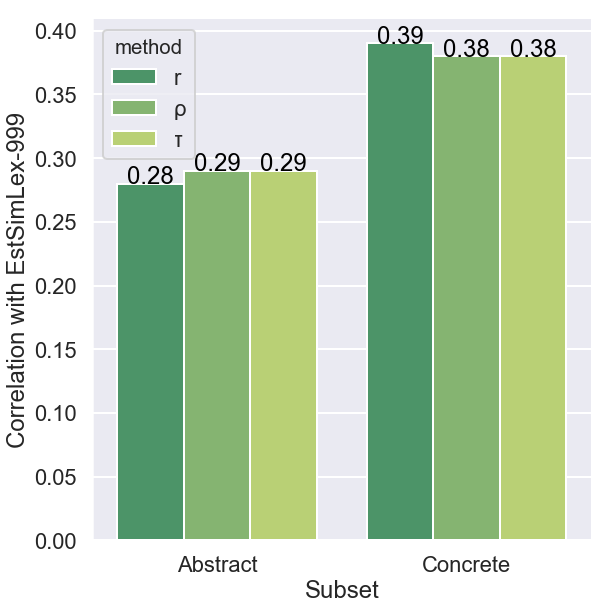 Correlation with EstSimLex-999
0.40
0.35
0.30
0.25
0.20
0.15
0.10
0.05
0.00
method
r
ρ
τ
0.28
0.29
0.29
0.39
0.38
0.38
Abstract
Concrete
Subset